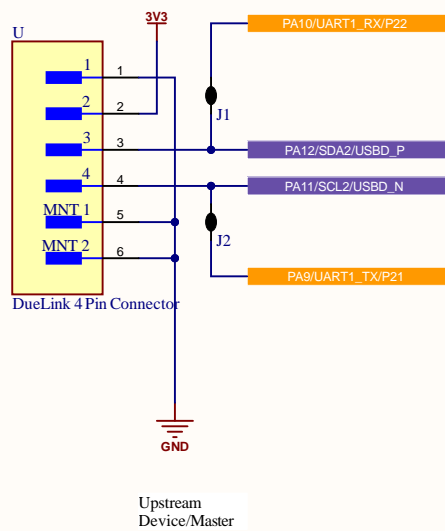 U
3V3
PA10/UART1_RX/P22
1
1
2
2
J1
3
3
PA12/SDA2/USBD_P
4
4
PA11/SCL2/USBD_N
MNT 1
5
J2
MNT 2
6
PA9/UART1_TX/P21
DueLink 4 Pin Connector
GND
Upstream
Device/Master